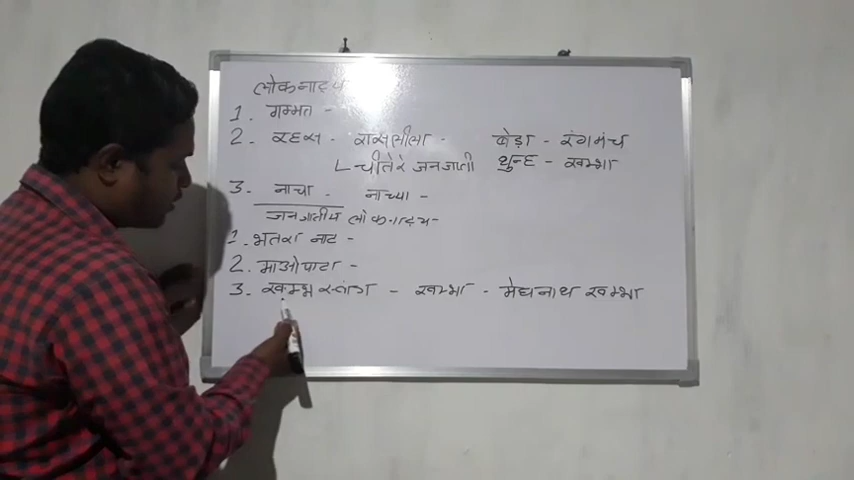 लोकनाट्य
1. गम्मत -
2. रहस - रासलीला - बेड़ा - रंगमंच
चीतेरे जनजाती थुन्ह - खम्भा
3. नाचा - नाच्या -
जनजातीय लोकनाट्य -
1. भतरा नाट -
2. माओपाटा -
3. खम्भ स्वांग - खम्भा - मेघनाथ खम्भा